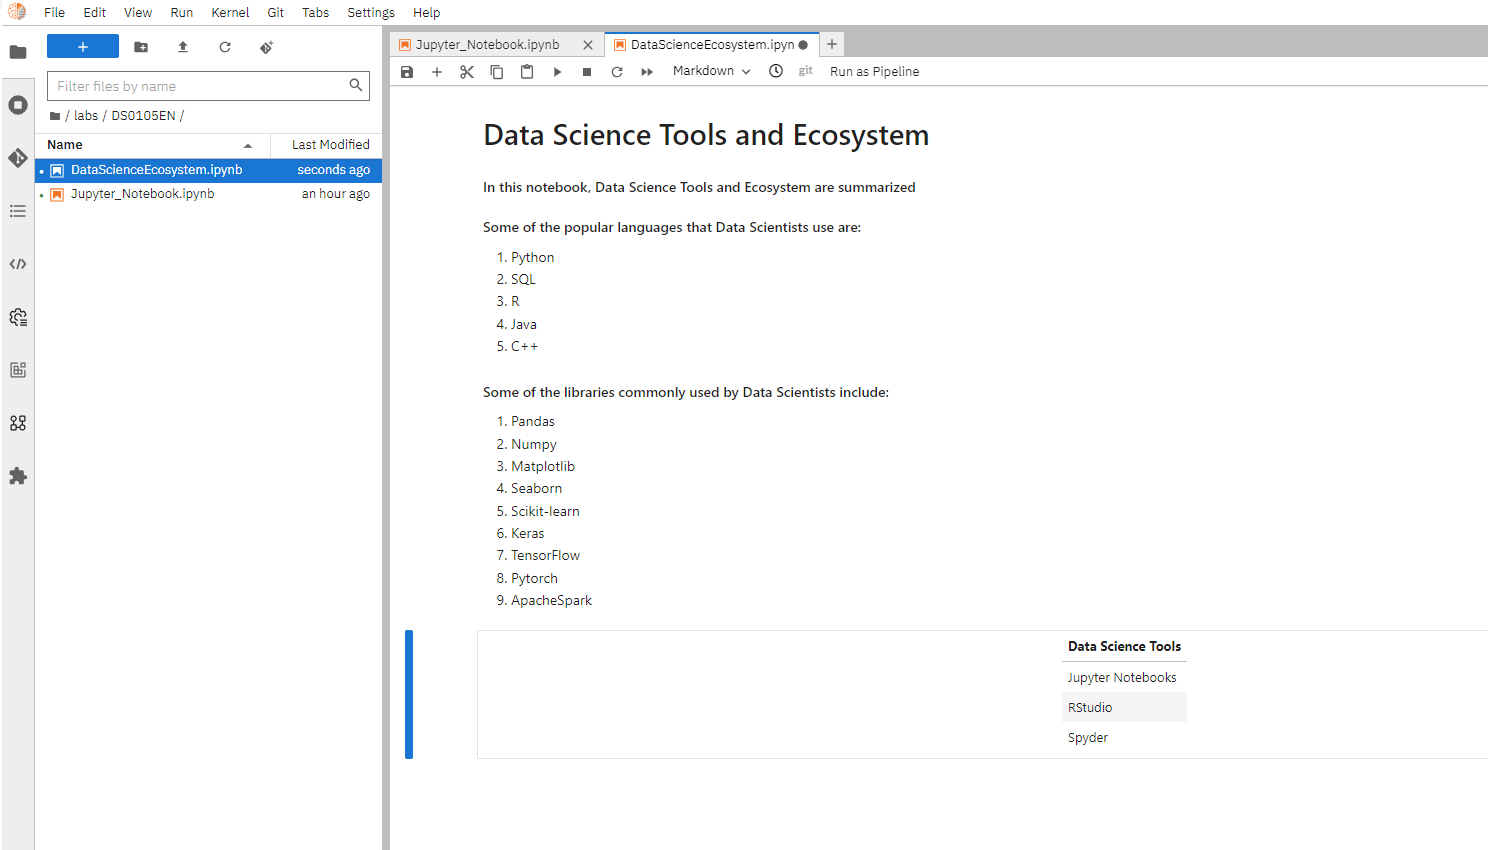 File Edit View Run Kernel Git Tabs Settings Help
Filter files by name
/ labs / DS0105EN /
Name Last Modified
DataScienceEcosystem.ipynb seconds ago
Jupyter_Notebook.ipynb an hour ago
Jupyter_Notebook.ipynb DataScienceEcosystem.ipyn
Markdown git Run as Pipeline
Data Science Tools and Ecosystem
In this notebook, Data Science Tools and Ecosystem are summarized
Some of the popular languages that Data Scientists use are:
1. Python
2. SQL
3. R
4. Java
5. C++
Some of the libraries commonly used by Data Scientists include:
1. Pandas
2. Numpy
3. Matplotlib
4. Seaborn
5. Scikit-learn
6. Keras
7. TensorFlow
8. Pytorch
9. ApacheSpark
Data Science Tools
Jupyter Notebooks
RStudio
Spyder